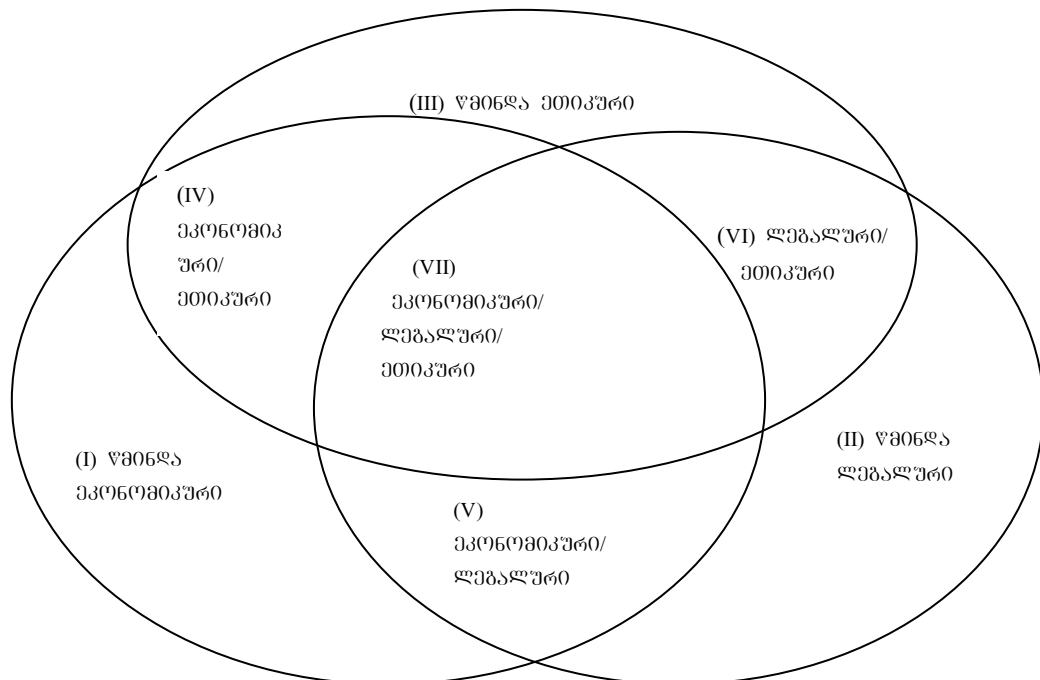 (III) წმინდა ეთიკური
(IV)
ეკონომიკ
ური/
ეთიკური
(VI) ლეგალური/
ეთიკური
(VII)
ეკონომიკური/
ლეგალური/
ეთიკური
(I) წმინდა
ეკონომიკური
(II) წმინდა
ლეგალური
(V)
ეკონომიკური/
ლეგალური